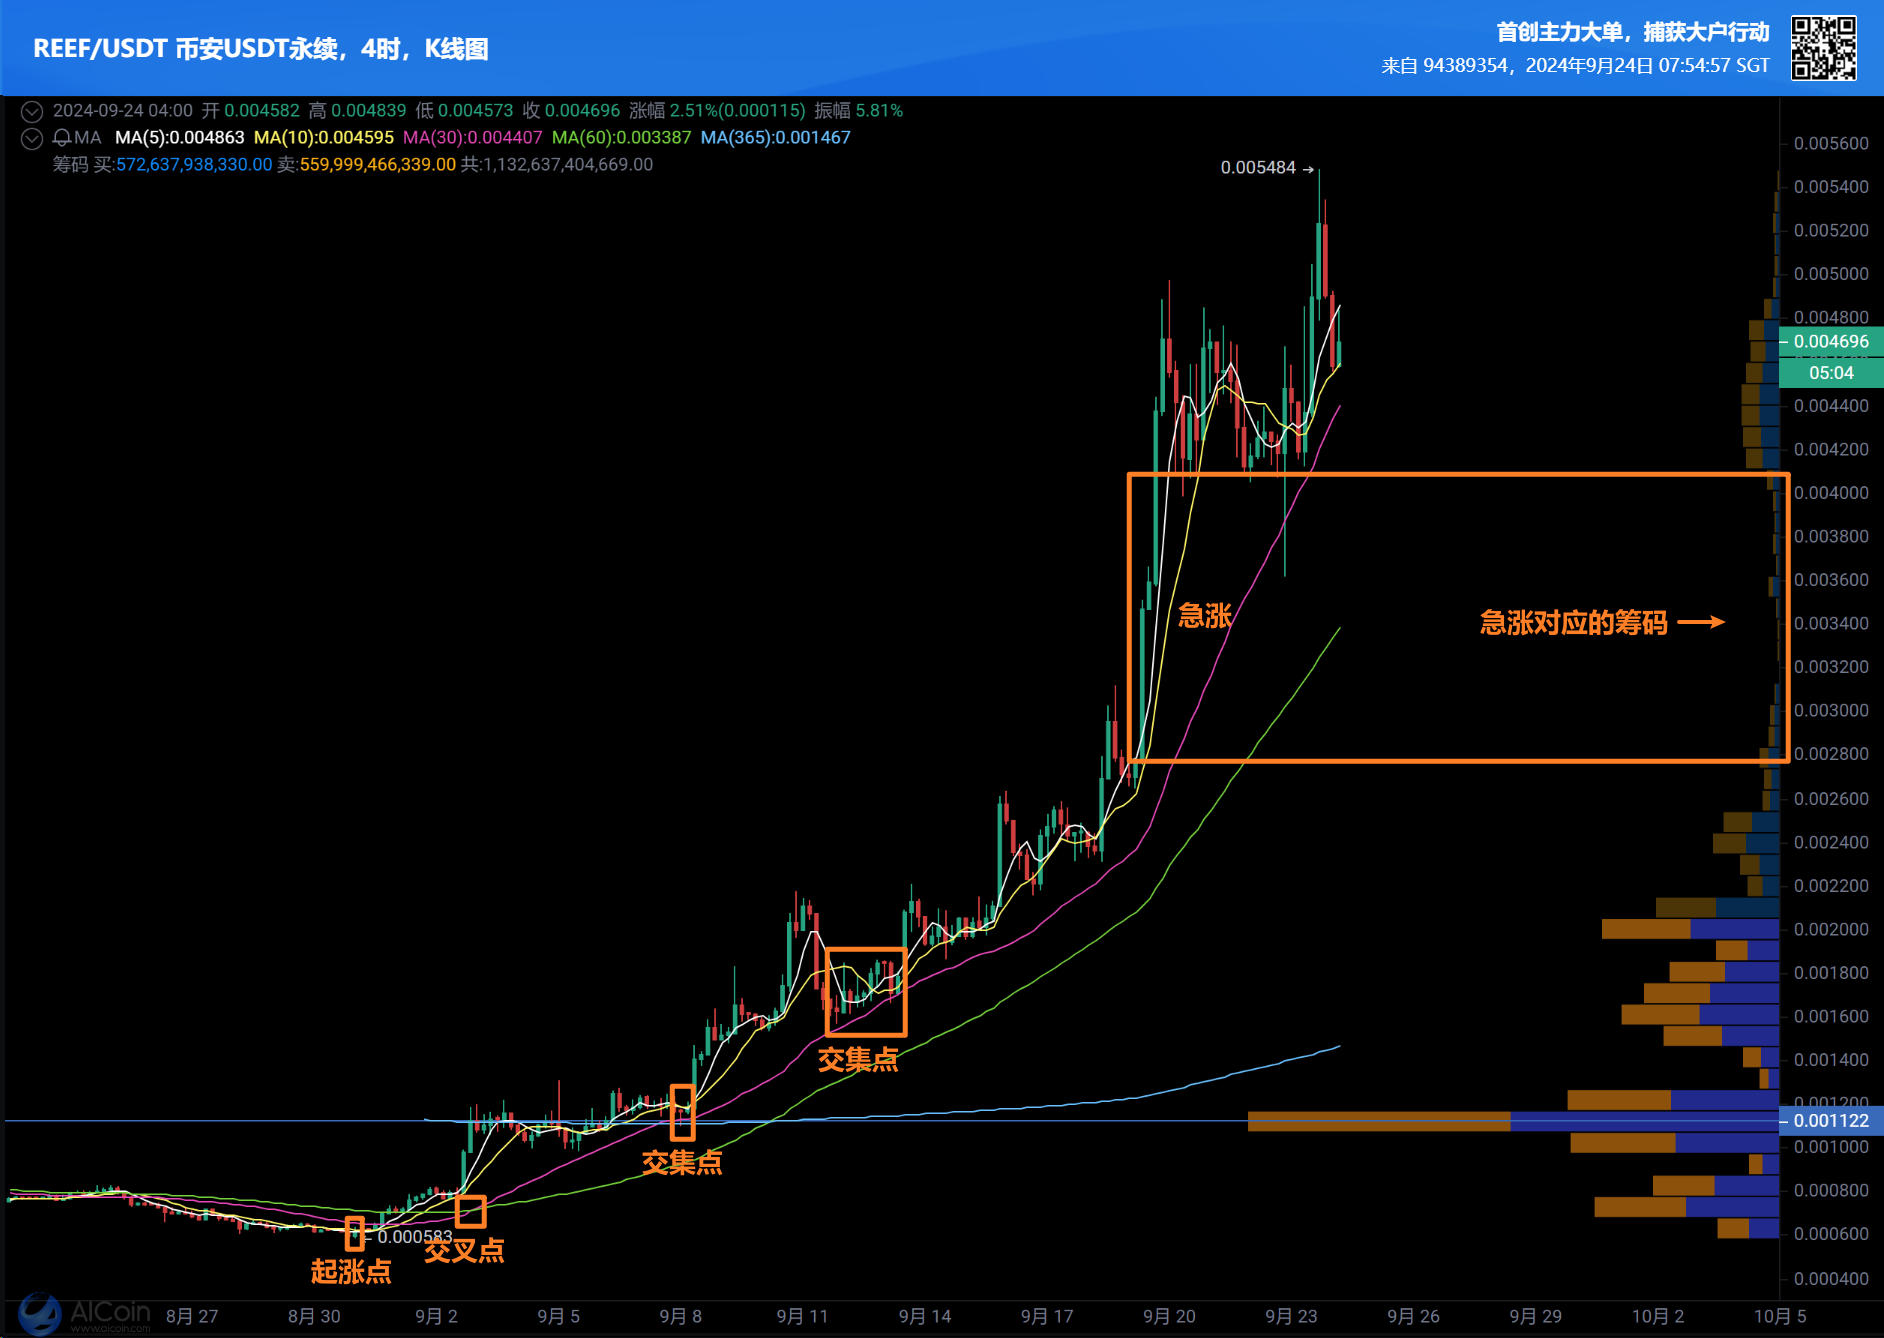 REEF/USDT 币安USDT永续，4时，K线图
首创主力大单，捕获大户行动
来自 94389354，2024年9月24日 07:54:57 SGT
2024-09-24 04:00 开 0.004582 高 0.004839 低 0.004573 收 0.004696 涨幅 2.51%(0.000115) 振幅 5.81%
MA MA(5):0.004863 MA(10):0.004595 MA(30):0.004407 MA(60):0.003387 MA(365):0.001467
筹码 买:572,637,938,330.00 卖:559,999,466,339.00 共:1,132,637,404,669.00
0.005484
0.005600
0.005400
0.005200
0.005000
0.004800
0.004696
05:04
0.004400
0.004200
0.004000
0.003800
0.003600
急涨
急涨对应的筹码
0.003400
0.003200
0.003000
0.002800
0.002600
0.002400
0.002200
0.002000
0.001800
0.001600
交集点
0.001400
0.001200
0.001122
0.001000
交集点
0.000800
0.000600
0.000583
交叉点
起涨点
0.000400
AICoin
www.aicoin.com
8月 27
8月 30
9月 2
9月 5
9月 8
9月 11
9月 14
9月 17
9月 20
9月 23
9月 26
9月 29
10月 2
10月 5